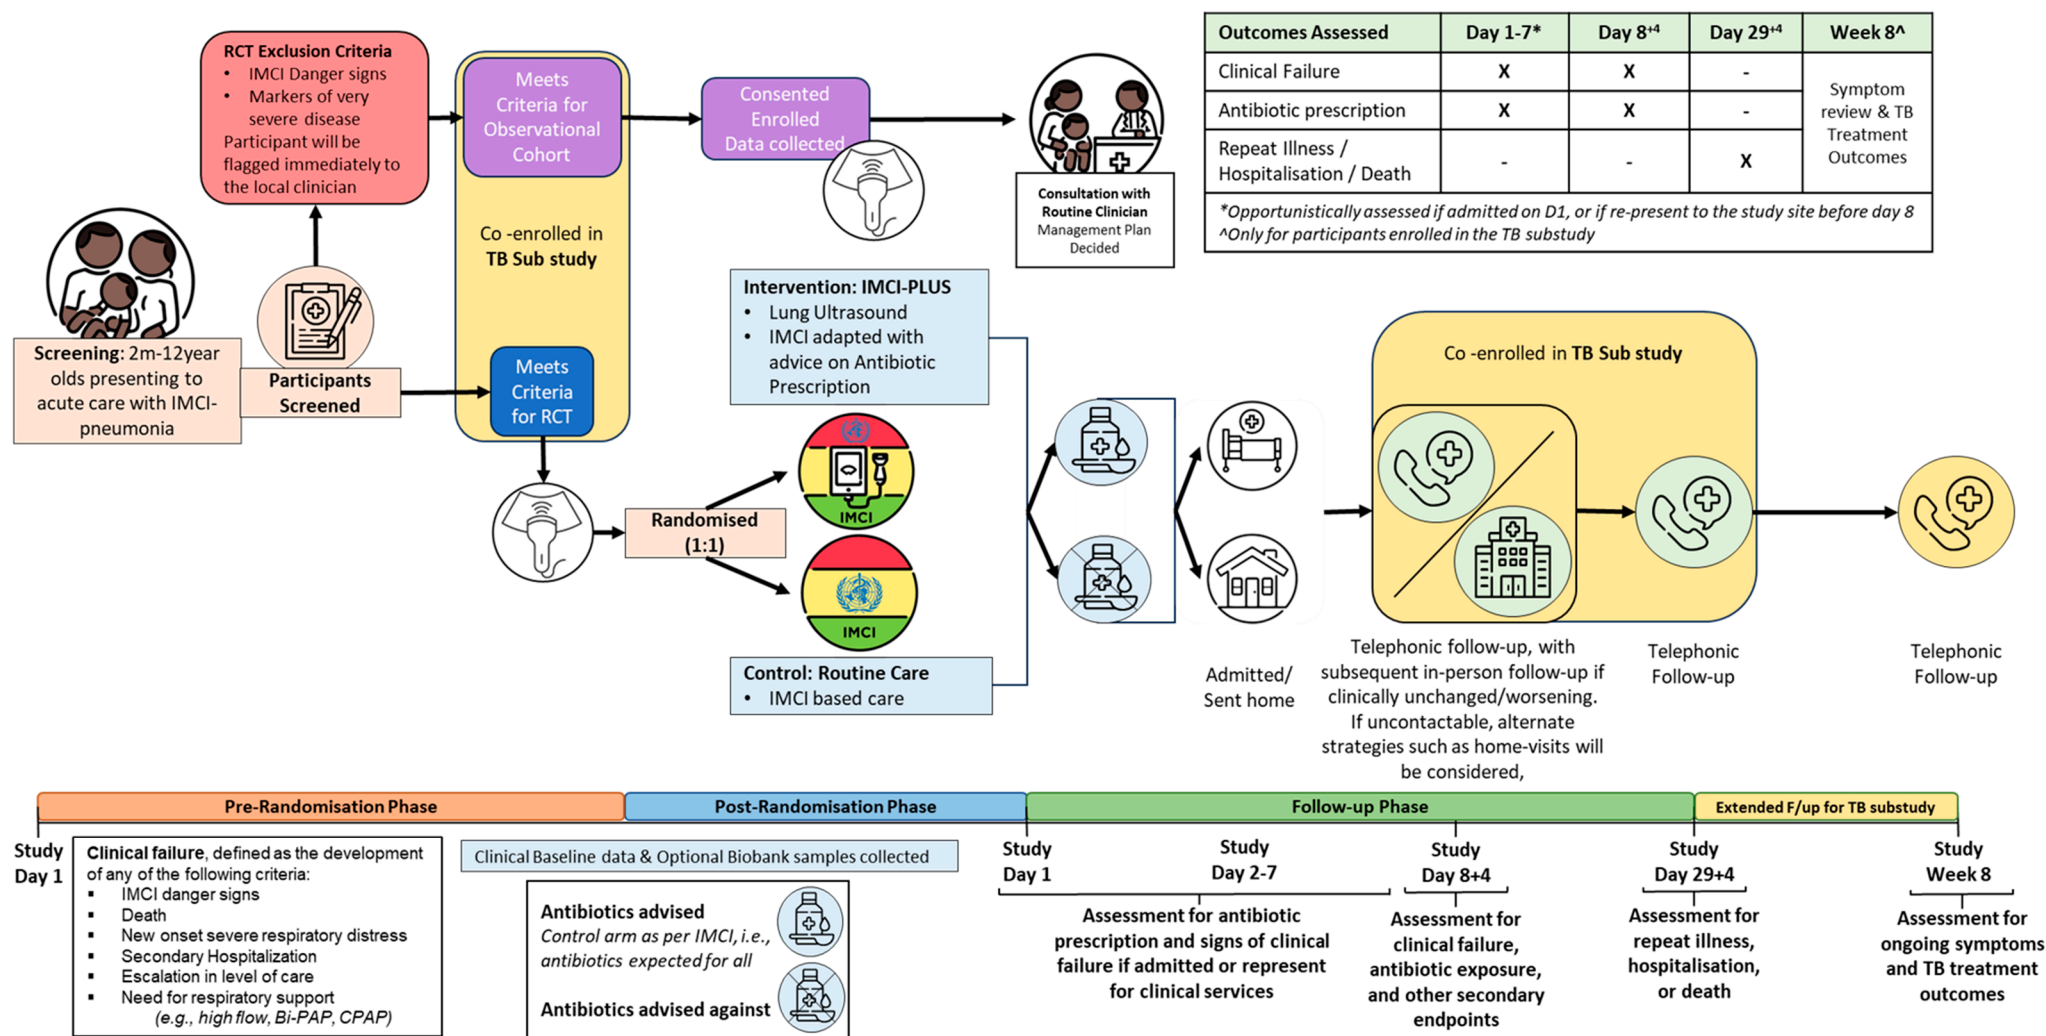 RCT Exclusion Criteria
• IMCI Danger signs
• Markers of very
severe disease
Participant will be
flagged immediately to
the local clinician
Meets
Criteria for
Observational
Cohort
Consented
Enrolled
Data collected
Consultation with
Routine Clinician
Management Plan
Decided
Outcomes Assessed Day 1-7* Day 8+4 Day 29+4 Week 8^
Clinical Failure X X -
Antibiotic prescription X X -
Repeat Illness /
Hospitalisation / Death - - X
Symptom
review & TB
Treatment
Outcomes
*Opportunistically assessed if admitted on D1, or if re-present to the study site before day 8
^Only for participants enrolled in the TB substudy
Co -enrolled in
TB Sub study
Screening: 2m-12year
olds presenting to
acute care with IMCI-
pneumonia
Participants
Screened
Meets
Criteria
for RCT
Randomised
(1:1)
Intervention: IMCI-PLUS
• Lung Ultrasound
• IMCI adapted with
advice on Antibiotic
Prescription
IMCI
IMCI
Control: Routine Care
• IMCI based care
Admitted/
Sent home
Co -enrolled in TB Sub study
Telephonic follow-up, with
subsequent in-person follow-up if
clinically unchanged/worsening.
If uncontactable, alternate
strategies such as home-visits will
be considered,
Telephonic
Follow-up
Telephonic
Follow-up
Pre-Randomisation Phase
Post-Randomisation Phase
Follow-up Phase
Extended F/up for TB substudy
Study
Day 1
Clinical failure, defined as the development
of any of the following criteria:
▪ IMCI danger signs
▪ Death
▪ New onset severe respiratory distress
▪ Secondary Hospitalization
▪ Escalation in level of care
▪ Need for respiratory support
(e.g., high flow, Bi-PAP, CPAP)
Clinical Baseline data & Optional Biobank samples collected
Antibiotics advised
Control arm as per IMCI, i.e.,
antibiotics expected for all
Antibiotics advised against
Study
Day 1
Study
Day 2-7
Assessment for antibiotic
prescription and signs of clinical
failure if admitted or represent
for clinical services
Study
Day 8+4
Assessment for
clinical failure,
antibiotic exposure,
and other secondary
endpoints
Study
Day 29+4
Assessment for
repeat illness,
hospitalisation,
or death
Study
Week 8
Assessment for
ongoing symptoms
and TB treatment
outcomes